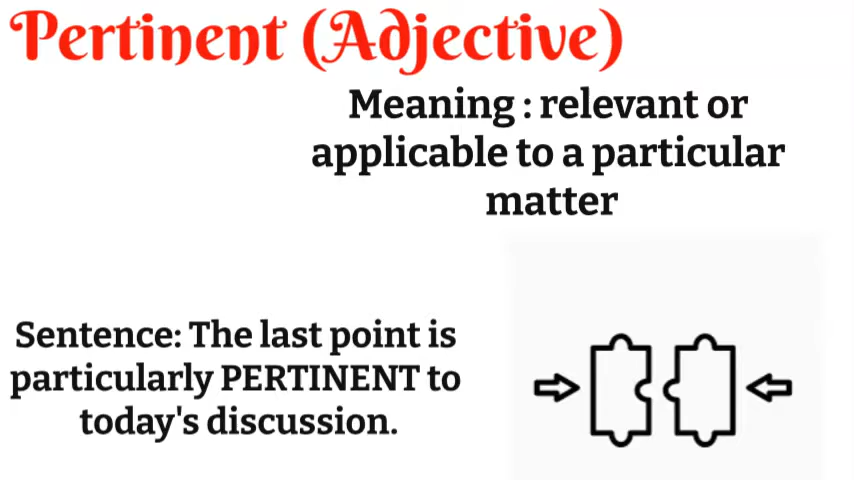 Pertinent (Adjective)
Meaning : relevant or
applicable to a particular
matter
Sentence: The last point is
particularly PERTINENT to
today's discussion.